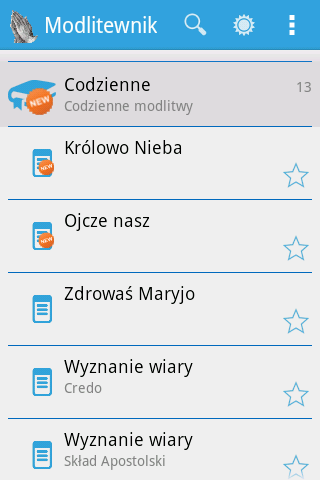 Modlitewnik
Codzienne
13
NEW
Codzienne modlitwy
Królowo Nieba
NEW
Ojcze nasz
NEW
Zdrowaś Maryjo
Wyznanie wiary
Credo
Wyznanie wiary
Skład Apostolski